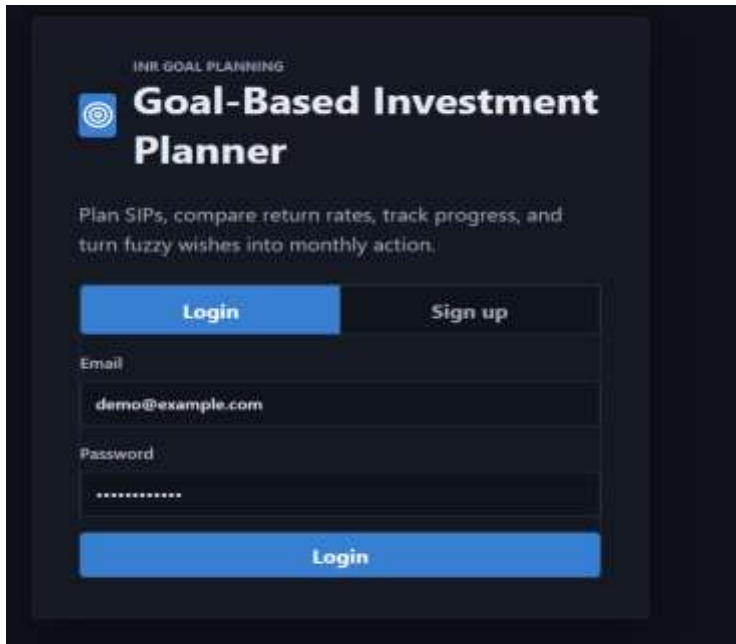 INR GOAL PLANNING
Goal-Based Investment
Planner
Plan SIPs, compare return rates, track progress, and
turn fuzzy wishes into monthly action.
Login
Sign up
Email
demo@example.com
Password
••••••••••••
Login